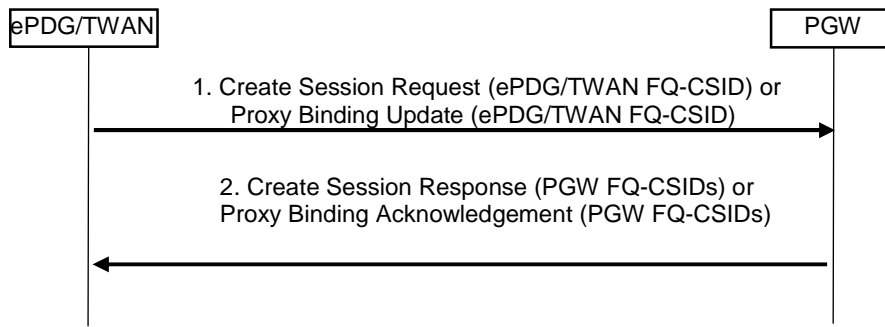 ePDG/TWAN
PGW
1. Create Session Request (ePDG/TWAN FQ-CSID) or
Proxy Binding Update (ePDG/TWAN FQ-CSID)
2. Create Session Response (PGW FQ-CSIDs) or
Proxy Binding Acknowledgement (PGW FQ-CSIDs)